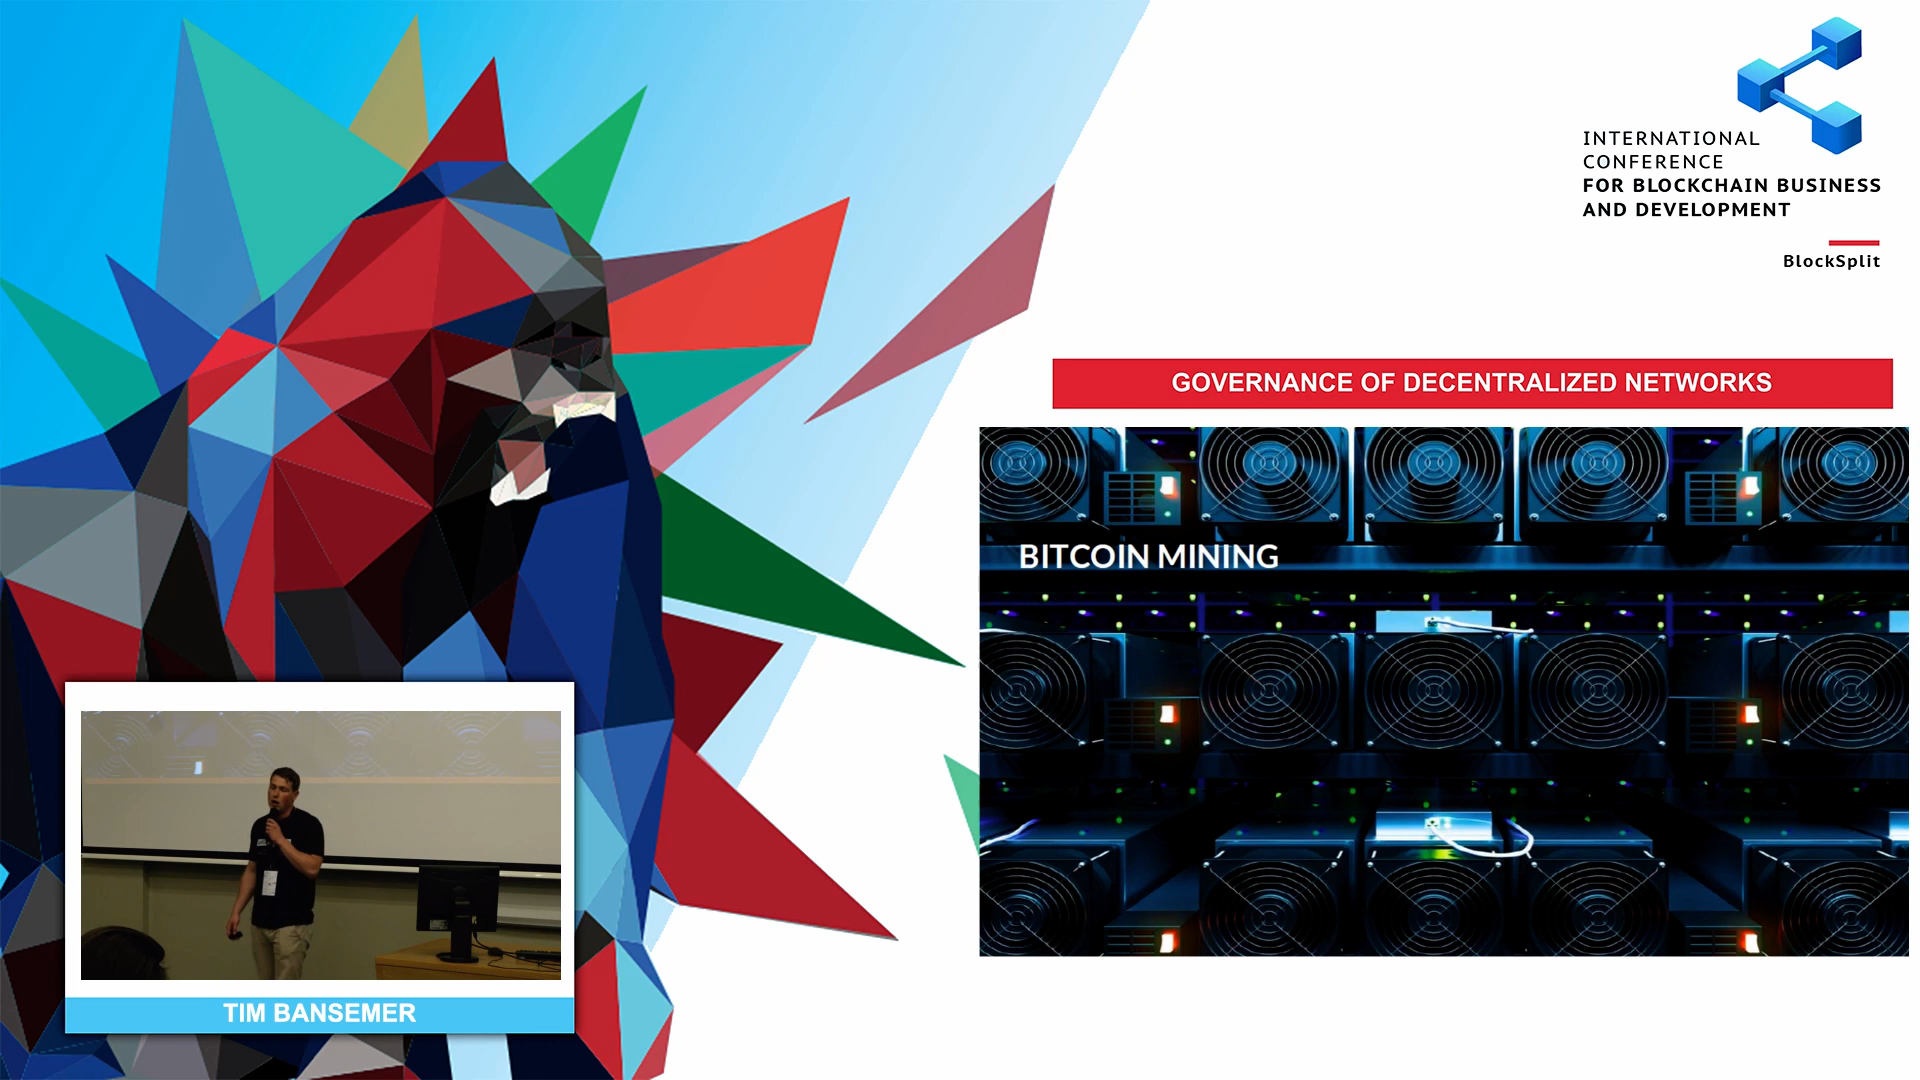 INTERNATIONAL
CONFERENCE
FOR BLOCKCHAIN BUSINESS
AND DEVELOPMENT
BlockSplit
GOVERNANCE OF DECENTRALIZED NETWORKS
BITCOIN MINING
TIM BANSEMER